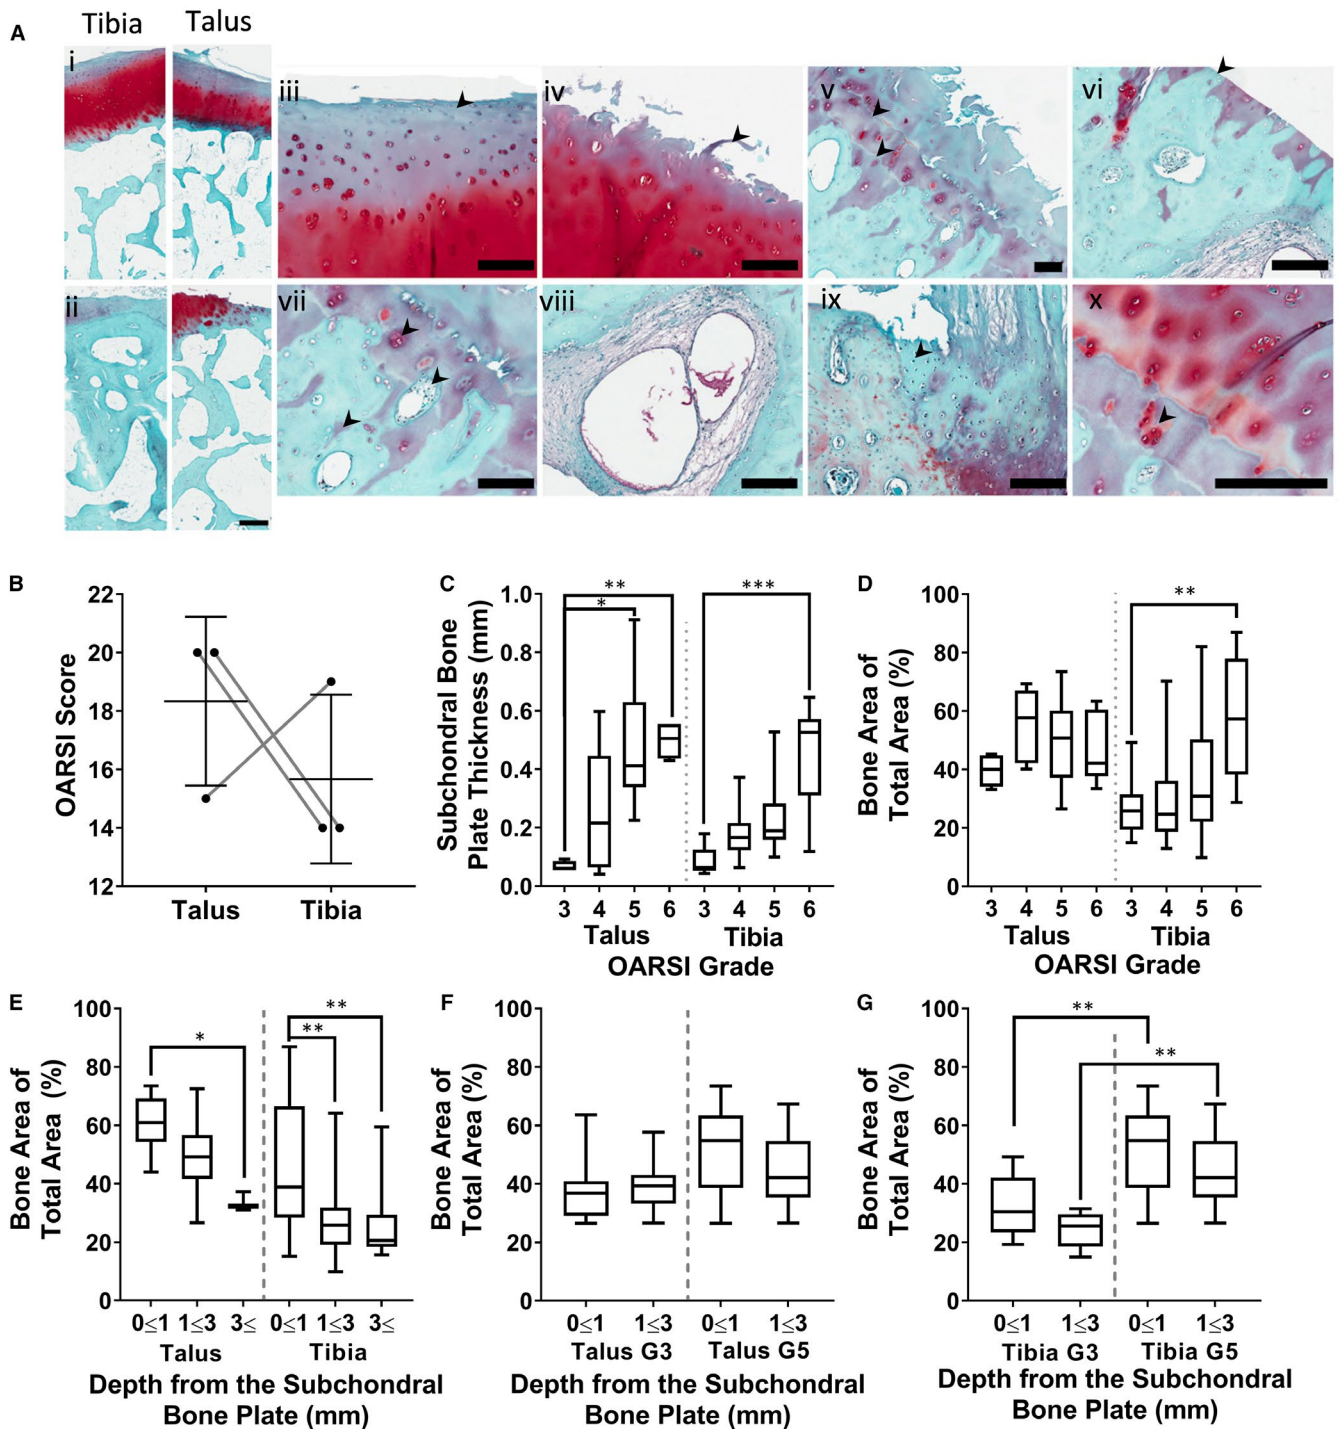 A
Tibia
Talus
i
iii
iv
v
vi
ii
vii
viii
ix
x
B
OARSI Score
22
20
18
16
14
12
Talus
Tibia
C
Subchondral Bone
Plate Thickness (mm)
1.0
0.8
0.6
0.4
0.2
0.0
**
*
***
3 4 5 6 3 4 5 6
Talus Tibia
OARSI Grade
D
Bone Area of
Total Area (%)
100
80
60
40
20
0
**
3 4 5 6 3 4 5 6
Talus Tibia
OARSI Grade
E
Bone Area of
Total Area (%)
100
80
60
40
20
0
*
**
**
0≤1 1≤3 3≤ 0≤1 1≤3 3≤
Talus Tibia
Depth from the Subchondral
Bone Plate (mm)
F
Bone Area of
Total Area (%)
100
80
60
40
20
0
0≤1 1≤3 0≤1 1≤3
Talus G3 Talus G5
Depth from the Subchondral
Bone Plate (mm)
G
Bone Area of
Total Area (%)
100
80
60
40
20
0
**
**
0≤1 1≤3 0≤1 1≤3
Tibia G3 Tibia G5
Depth from the Subchondral
Bone Plate (mm)